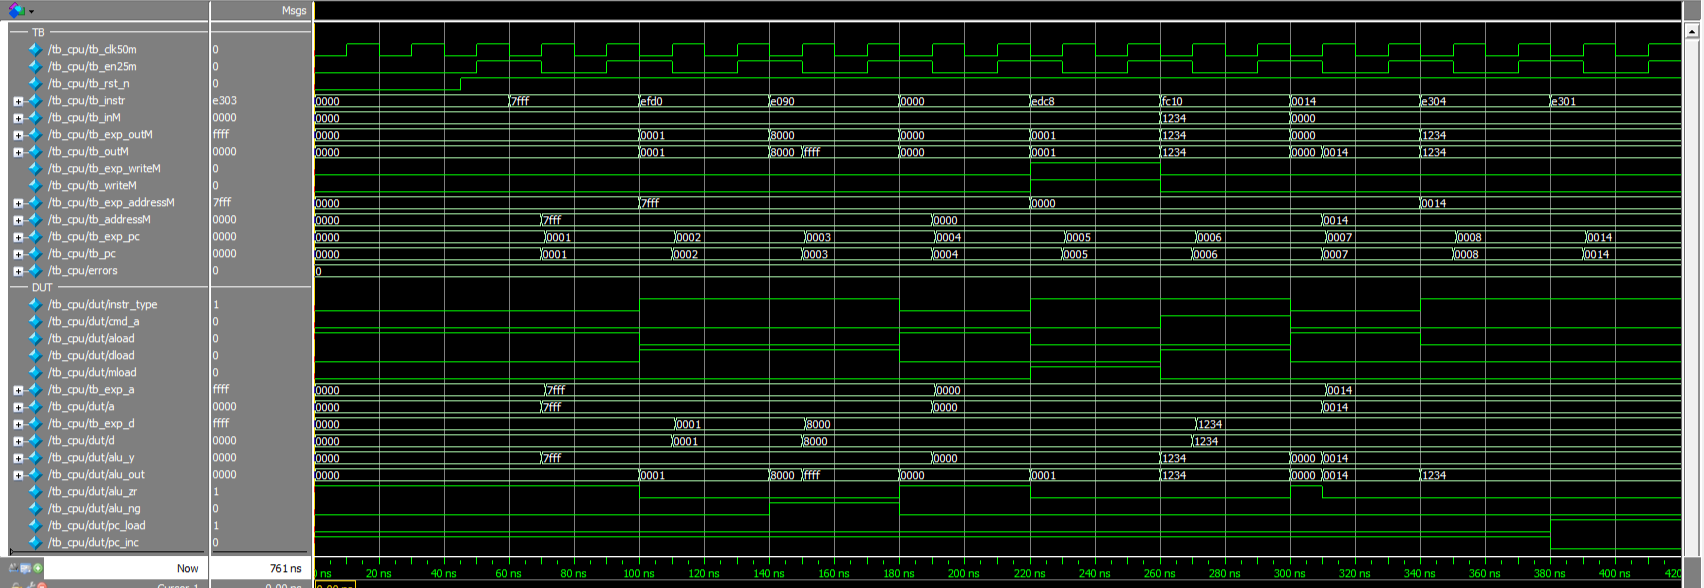 Msgs
TB
/tb_cpu/tb_clk50m 0
/tb_cpu/tb_en25m 0
/tb_cpu/tb_rst_n 0
/tb_cpu/tb_instr e303 0000 7fff efd0 e090 0000 edc8 fc10 0014 e304 e301
/tb_cpu/tb_inM 0000 0000 1234 0000
/tb_cpu/tb_exp_outM ffff 0000 0001 8000 0000 0001 1234 0000 1234
/tb_cpu/tb_outM 0000 0000 0001 8000 ffff 0000 0001 1234 0000 0014 1234
/tb_cpu/tb_exp_writeM 0
/tb_cpu/tb_writeM 0
/tb_cpu/tb_exp_addressM 7fff 0000 7fff 0000 0014
/tb_cpu/tb_addressM 0000 0000 7fff 0000 0014
/tb_cpu/tb_exp_pc 0000 0000 0001 0002 0003 0004 0005 0006 0007 0008 0014
/tb_cpu/tb_pc 0000 0000 0001 0002 0003 0004 0005 0006 0007 0008 0014
/tb_cpu/errors 0 0
DUT
/tb_cpu/dut/instr_type 1
/tb_cpu/dut/cmd_a 0
/tb_cpu/dut/aload 0
/tb_cpu/dut/dload 0
/tb_cpu/dut/mload 0
/tb_cpu/tb_exp_a ffff 0000 7fff 0000 0014
/tb_cpu/dut/a 0000 0000 7fff 0000 0014
/tb_cpu/tb_exp_d ffff 0000 0001 8000 1234
/tb_cpu/dut/d 0000 0000 0001 8000 1234
/tb_cpu/dut/alu_y 0000 0000 7fff 0000 1234 0000 0014
/tb_cpu/dut/alu_out 0000 0000 0001 8000 ffff 0000 0001 1234 0000 0014 1234
/tb_cpu/dut/alu_zr 1
/tb_cpu/dut/alu_ng 0
/tb_cpu/dut/pc_load 1
/tb_cpu/dut/pc_inc 0
Now 761 ns ns 20 ns 40 ns 60 ns 80 ns 100 ns 120 ns 140 ns 160 ns 180 ns 200 ns 220 ns 240 ns 260 ns 280 ns 300 ns 320 ns 340 ns 360 ns 380 ns 400 ns 420
Cursor 1 0.00 ns 0.00 ns